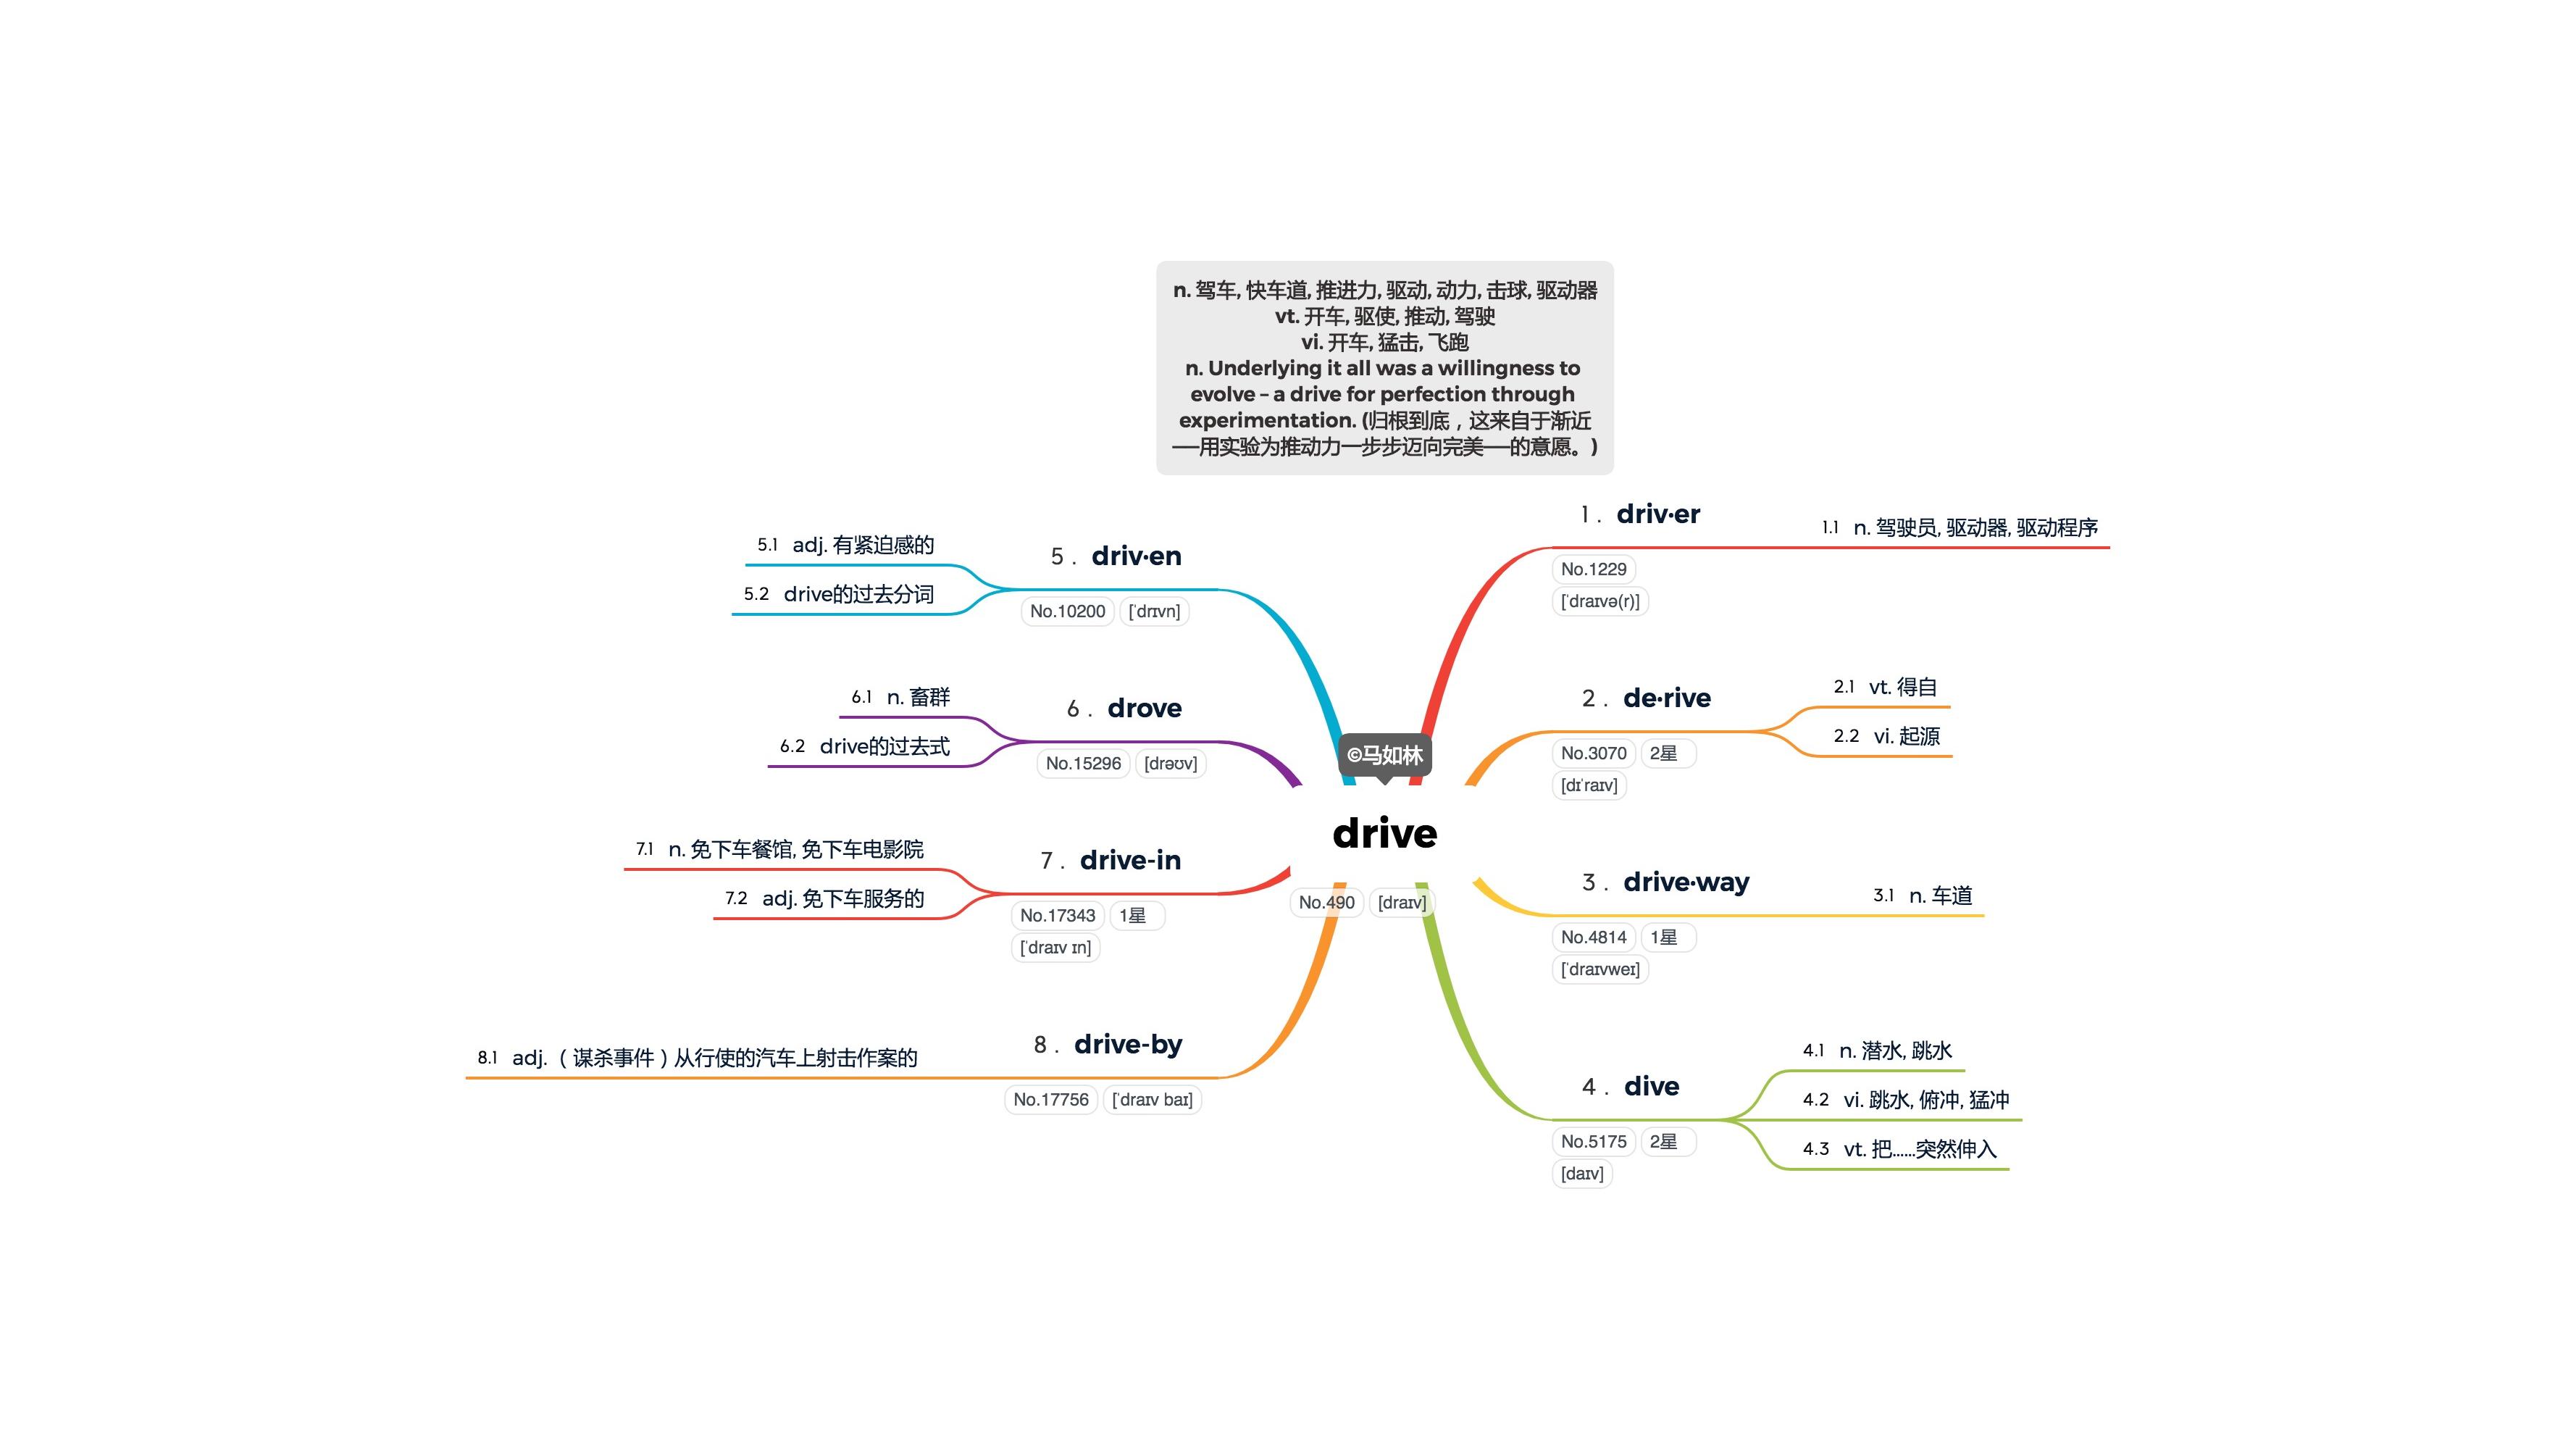 n. 驾车, 快车道, 推进力, 驱动, 动力, 击球, 驱动器
vt. 开车, 驱使, 推动, 驾驶
vi. 开车, 猛击, 飞跑
n. Underlying it all was a willingness to
evolve – a drive for perfection through
experimentation. (归根到底，这来自于渐近
──用实验为推动力一步步迈向完美──的意愿。)
©马如林
drive
No.490 [draɪv]
1. driv·er
No.1229
[ˈdraɪvə(r)]
1.1 n. 驾驶员, 驱动器, 驱动程序
2. de·rive
No.3070 2星
[dɪˈraɪv]
2.1 vt. 得自
2.2 vi. 起源
3. drive·way
No.4814 1星
[ˈdraɪvweɪ]
3.1 n. 车道
4. dive
No.5175 2星
[daɪv]
4.1 n. 潜水, 跳水
4.2 vi. 跳水, 俯冲, 猛冲
4.3 vt. 把……突然伸入
5. driv·en
No.10200 [ˈdrɪvn]
5.1 adj. 有紧迫感的
5.2 drive的过去分词
6. drove
No.15296 [drəʊv]
6.1 n. 畜群
6.2 drive的过去式
7. drive-in
No.17343 1星
[ˈdraɪv ɪn]
7.1 n. 免下车餐馆, 免下车电影院
7.2 adj. 免下车服务的
8. drive-by
No.17756 [ˈdraɪv baɪ]
8.1 adj.（谋杀事件）从行使的汽车上射击作案的